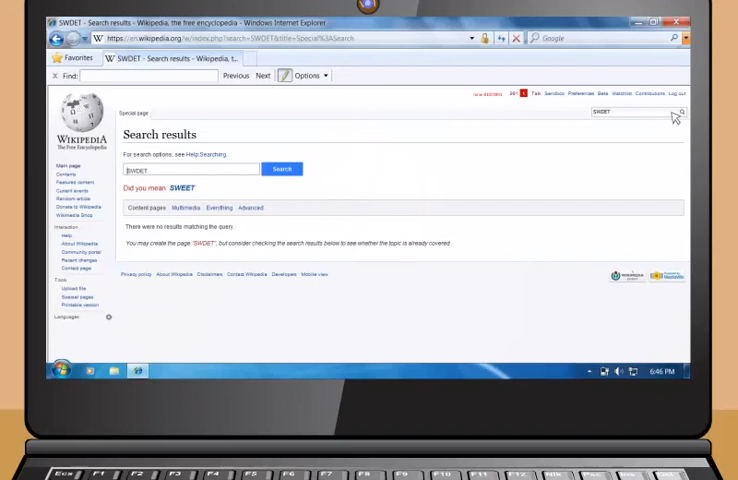 SWDET - Search results - Wikipedia, the free encyclopedia - Windows Internet Explorer
https://en.wikipedia.org/w/index.php?search=SWDET&title=Special%3ASearch
Google
Favorites
SWDET - Search results - Wikipedia, t...
x Find:
Previous Next Options
Talk Sandbox Preferences Beta Watchlist Contributions Log out
Special page
SWDET
WIKIPEDIA
The Free Encyclopedia
Search results
For search options, see Help:Searching.
SWDET
Search
Did you mean: SWEET
Content pages Multimedia Everything Advanced
There were no results matching the query.
You may create the page "SWDET", but consider checking the search results below to see whether the topic is already covered.
Main page
Contents
Featured content
Current events
Random article
Donate to Wikipedia
Wikipedia Shop
Interaction
Help
About Wikipedia
Community portal
Recent changes
Contact page
Tools
Upload file
Special pages
Printable version
Languages
Privacy policy About Wikipedia Disclaimers Contact Wikipedia Developers Mobile view
WIKIMEDIA
MediaWiki
6:46 PM
Esc F1 F2 F3 F4 F5 F6 F7 F8 F9 F10 F11 F12